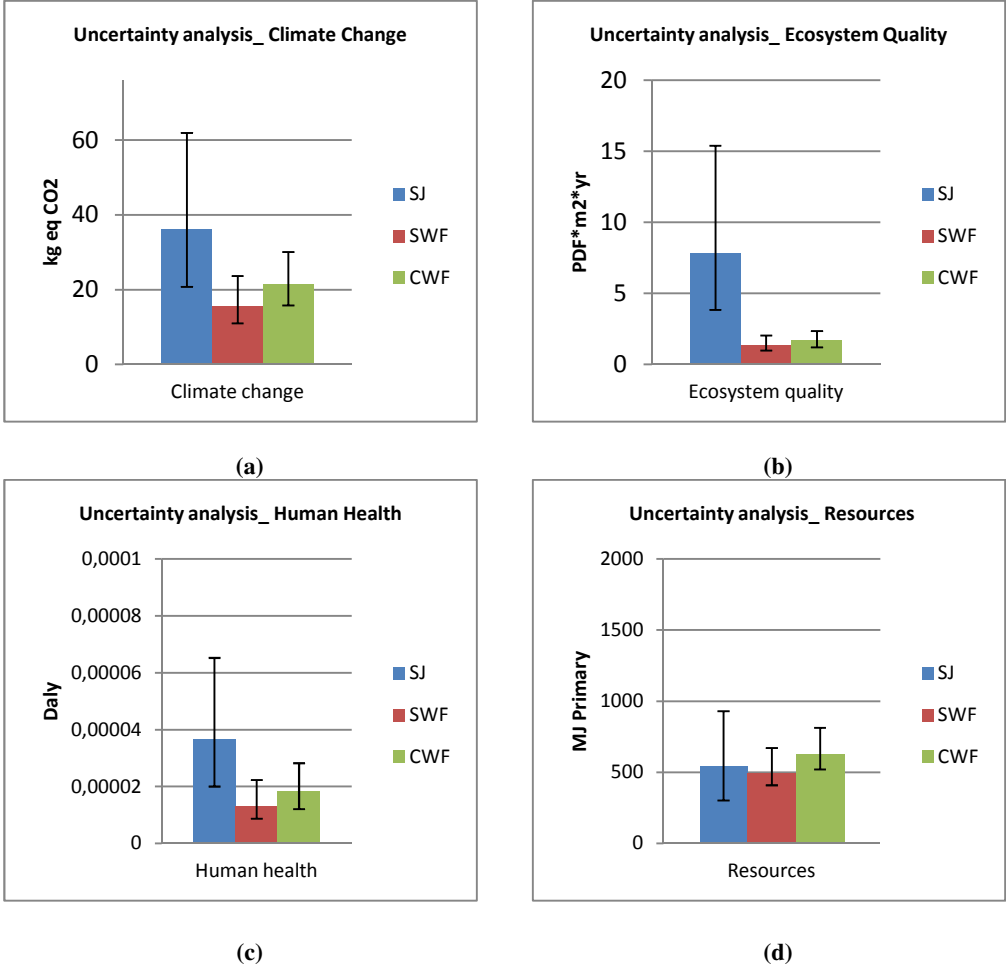 Uncertainty analysis_ Climate Change
60
40
20
0
kg eq CO2
Climate change
SJ
SWF
CWF
(a)
Uncertainty analysis_ Ecosystem Quality
20
15
10
5
0
PDF*m2*yr
Ecosystem quality
SJ
SWF
CWF
(b)
Uncertainty analysis_ Human Health
0,0001
0,00008
0,00006
0,00004
0,00002
0
Daly
Human health
SJ
SWF
CWF
(c)
Uncertainty analysis_ Resources
2000
1500
1000
500
0
MJ Primary
Resources
SJ
SWF
CWF
(d)